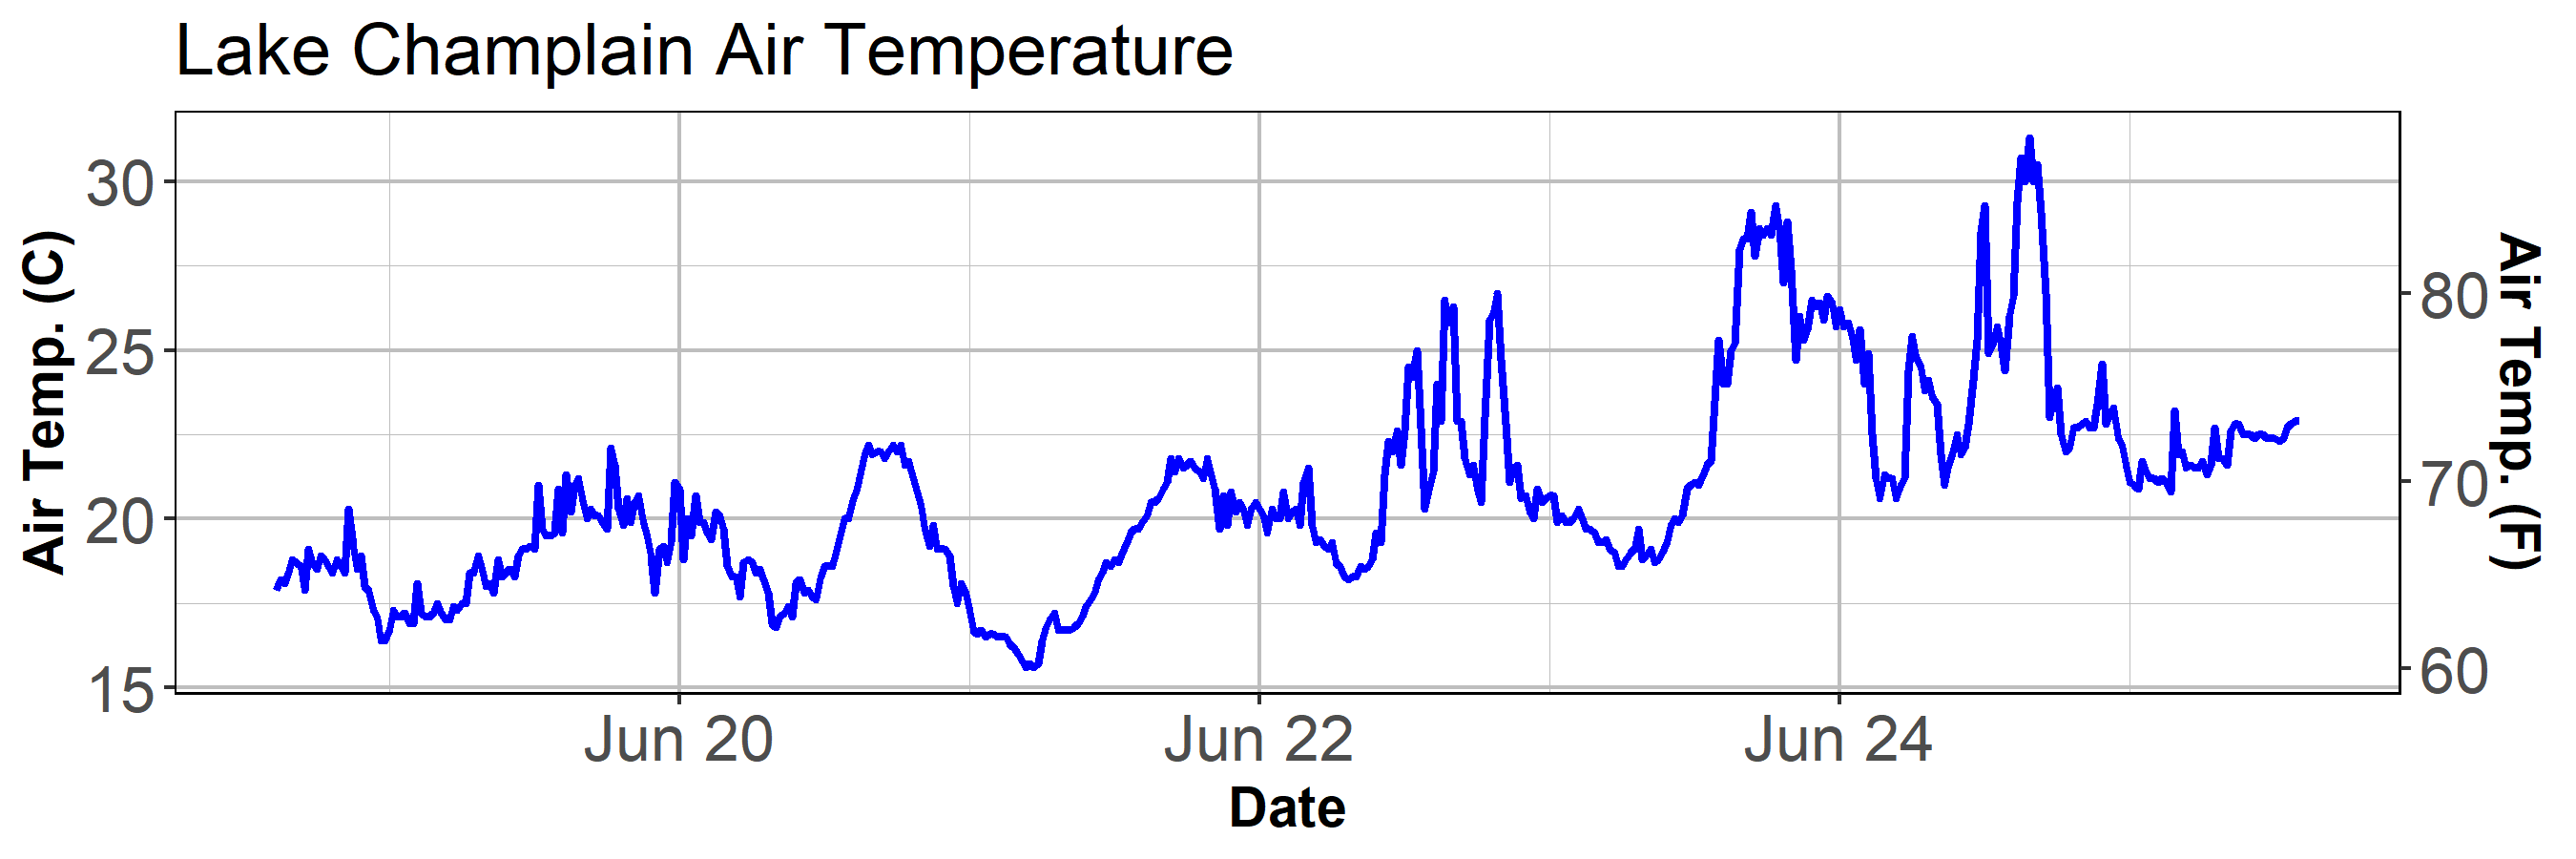 Lake Champlain Air Temperature
Air Temp. (C)
30
25
20
15
80
70
60
Air Temp. (F)
Jun 20
Jun 22
Jun 24
Date